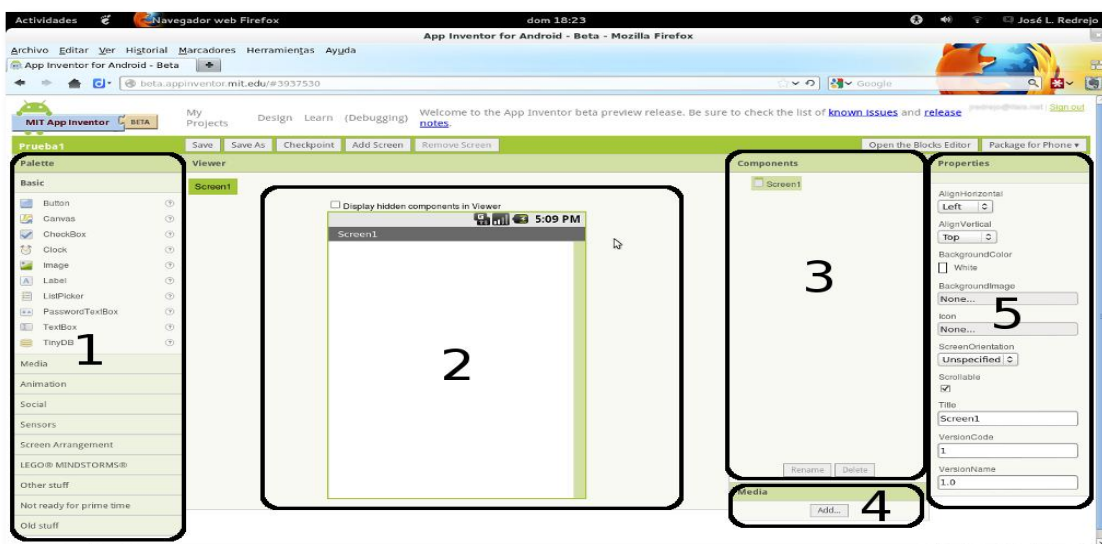 Actividades Navegador web Firefox dom 18:23 José L. Redrejo
App Inventor for Android - Beta - Mozilla Firefox
Archivo Editar Ver Historial Marcadores Herramientas Ayuda
App Inventor for Android - Beta
beta.appinventor.mit.edu/#3937530 Google
MIT App Inventor BETA
My Projects Design Learn (Debugging)
Welcome to the App Inventor beta preview release. Be sure to check the list of known issues and release notes.
Sign out
Prueba1 Save Save As Checkpoint Add Screen Remove Screen Open the Blocks Editor Package for Phone
Palette
Basic
Button
Canvas
CheckBox
Clock
Image
Label
ListPicker
PasswordTextBox
TextBox
TinyDB
1
Media
Animation
Social
Sensors
Screen Arrangement
LEGO® MINDSTORMS®
Other stuff
Not ready for prime time
Old stuff
Viewer
Screen1
Display hidden components in Viewer
5:09 PM
Screen1
2
Components
Screen1
3
Rename Delete
Media
Add...
4
Properties
AlignHorizontal
Left
AlignVertical
Top
BackgroundColor
White
BackgroundImage
None...
5
Icon
None...
ScreenOrientation
Unspecified
Scrollable
Title
Screen1
VersionCode
1
VersionName
1.0